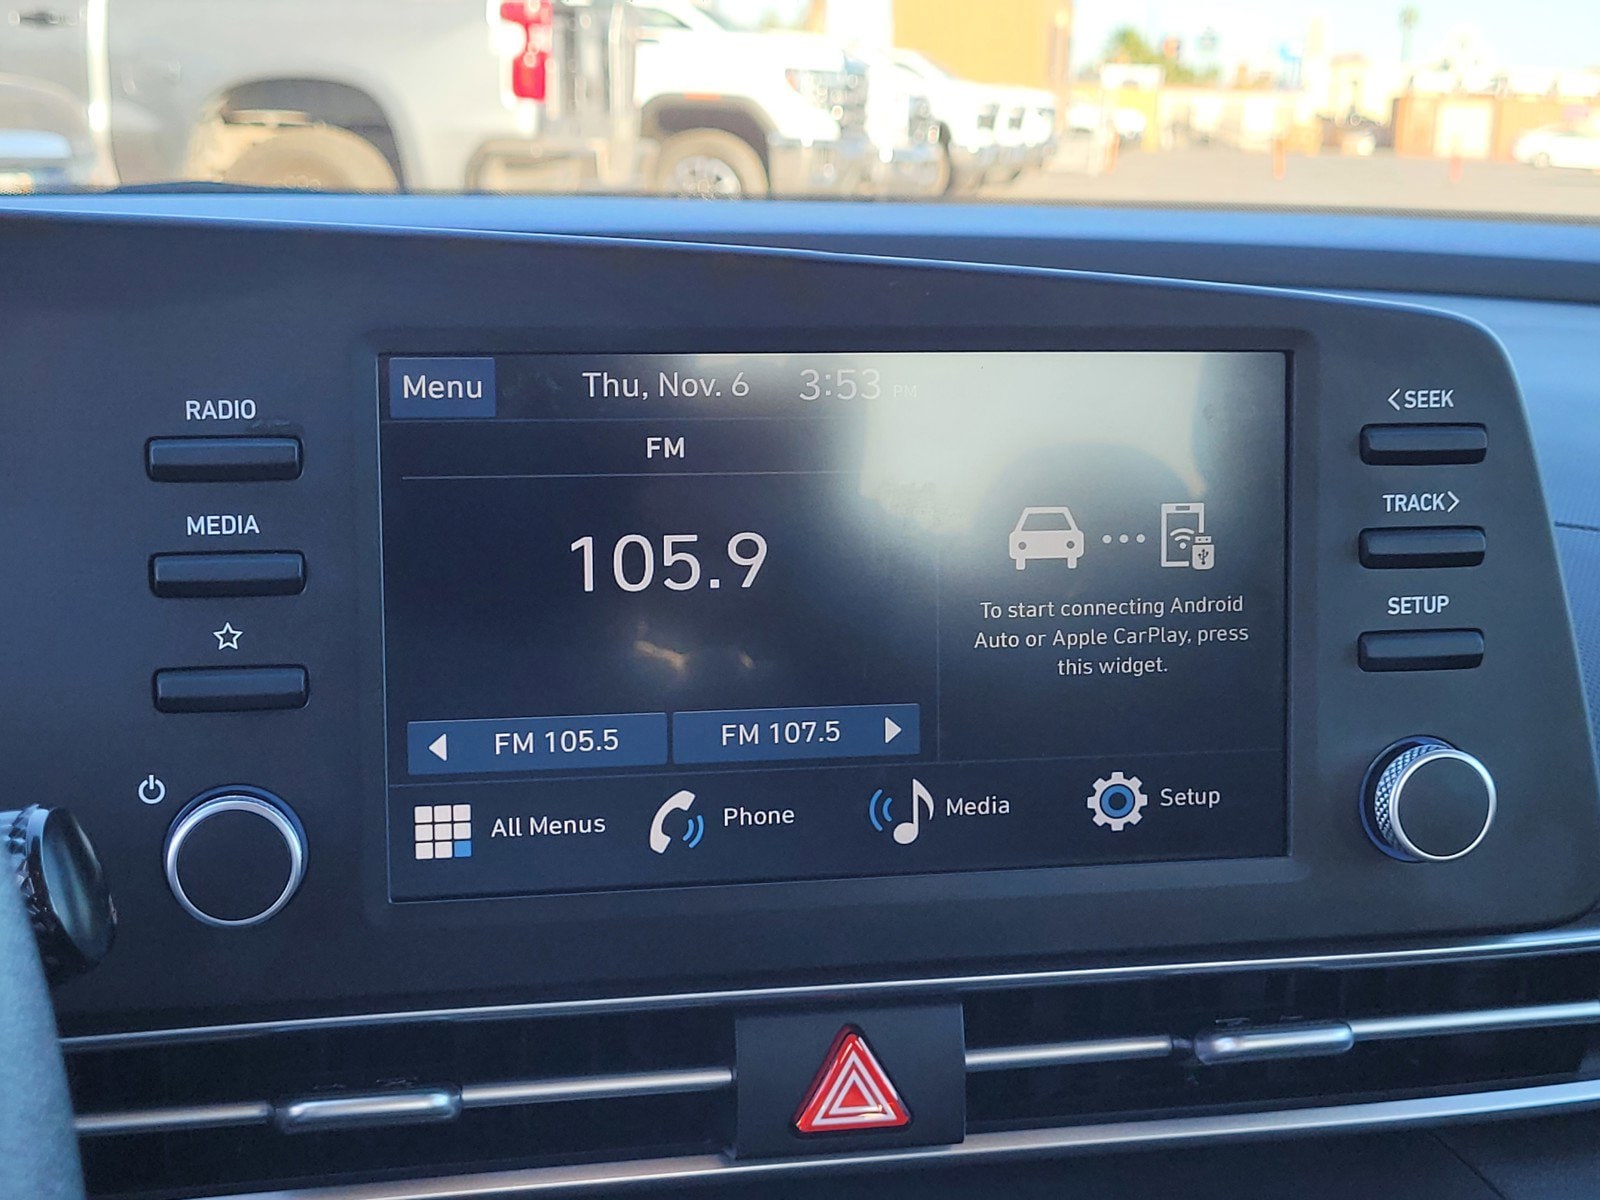 RADIO
MEDIA
Menu
Thu, Nov. 6
3:53 PM
FM
105.9
FM 105.5
FM 107.5
To start connecting Android
Auto or Apple CarPlay, press
this widget.
All Menus
Phone
Media
Setup
<SEEK
TRACK>
SETUP